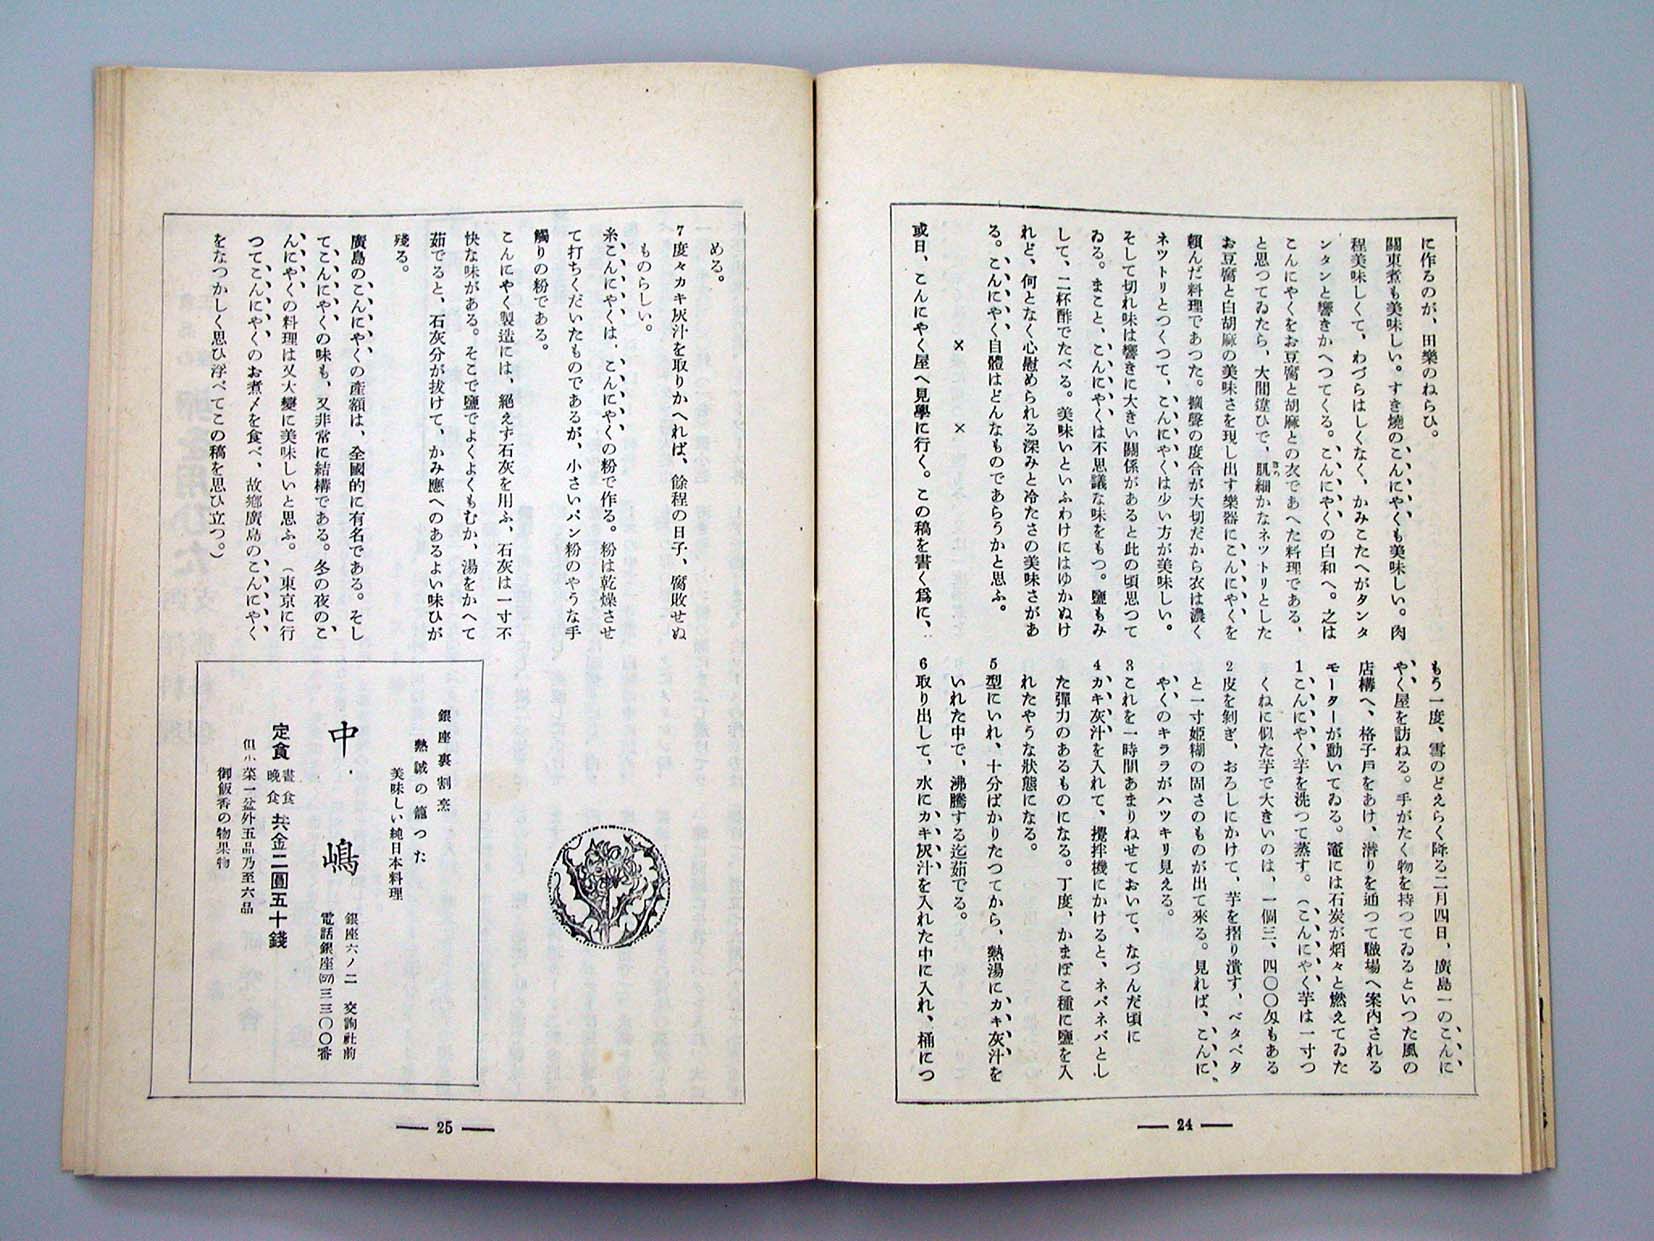 に作るのが、田樂のねらひ。
關東煮も美味しい。すき燒のこんにやくも美味しい。肉
程美味しくて、わづらはしくなく、かみこたへがタンタ
ンタンと響きかへつてくる。こんにやくの白和へ。之は
こんにやくをお豆腐と胡麻との衣であへた料理である、
と思つてゐたら、大間違ひで、肌細かなネツトリとした
お豆腐と白胡麻の美味さを現し出す樂器にこんにやくを
頼んだ料理であつた。擴聲の度合が大切だから衣は濃く
ネツトリとつくつて、こんにやくは少い方が美味しい。
そして切れ味は響きに大きい關係があると此の頃思つて
ゐる。まこと、こんにやくは不思議な味をもつ。鹽もみ
して、二杯酢でたべる。美味いといふわけにはゆかぬけ
れど、何となく心慰められる深みと冷たさの美味さがあ
る。こんにやく自體はどんなものであらうかと思ふ。
× ×
或日、こんにやく屋へ見學に行く。この稿を書く爲に、
もう一度、雪のどえらく降る二月四日、廣島一のこんに
やく屋を訪ねる。手がたく物を持つてゐるといつた風の
店構へ、格子戸をあけ、潜りを通つて職場へ案内される
モーターが動いてゐる。竈には石炭が焰々と燃えてゐた
1こんにやく芋を洗つて蒸す。（こんにやく芋は一寸つ
くねに似た芋で大きいのは、一個三、四〇〇匁もある
2皮を剝ぎ、おろしにかけて、芋を摺り潰す、ベタベタ
と一寸姫糊の固さのものが出て來る。見れば、こんに
やくのキララがハツキリ見える。
3これを一時間あまりねせておいて、なづんだ頃に
4カキ灰汁を入れて、攪拌機にかけると、ネバネバとし
た彈力のあるものになる。丁度、かまぼこ種に鹽を入
れたやうな狀態になる。
5型にいれ、十分ばかりたつてから、熱湯にカキ灰汁を
いれた中で、沸騰する迄茹でる。
6取り出して、水にカキ灰汁を入れた中に入れ、桶につ
— 24 —
める。
7度々カキ灰汁を取りかへれば、餘程の日子、腐敗せぬ
ものらしい。
糸こんにやくは、こんにやくの粉で作る。粉は乾燥させ
て打ちくだいたものであるが、小さいパン粉のやうな手
觸りの粉である。
こんにやく製造には、絶えず石灰を用ふ、石灰は一寸不
快な味がある。そこで鹽でよくよくもむか、湯をかへて
茹でると、石灰分が拔けて、かみ應へのあるよい味ひが
殘る。
廣島のこんにやくの產額は、全國的に有名である。そし
てこんにやくの味も、又非常に結構である。冬の夜のこ
んにやくの料理は又大變に美味しいと思ふ。（東京に行
つてこんにやくのお煮〆を食べ、故鄕廣島のこんにやく
をなつかしく思ひ浮べてこの稿を思ひ立つ。）
銀座裏割烹
熱誠の籠つた
美味しい純日本料理
中嶋
銀座六ノ二 交詢社前
電話銀座(57)三三〇〇番
定食 晝食 晚食 共金二圓五十錢
但小菜一盆外五品乃至六品
御飯香の物果物
— 25 —